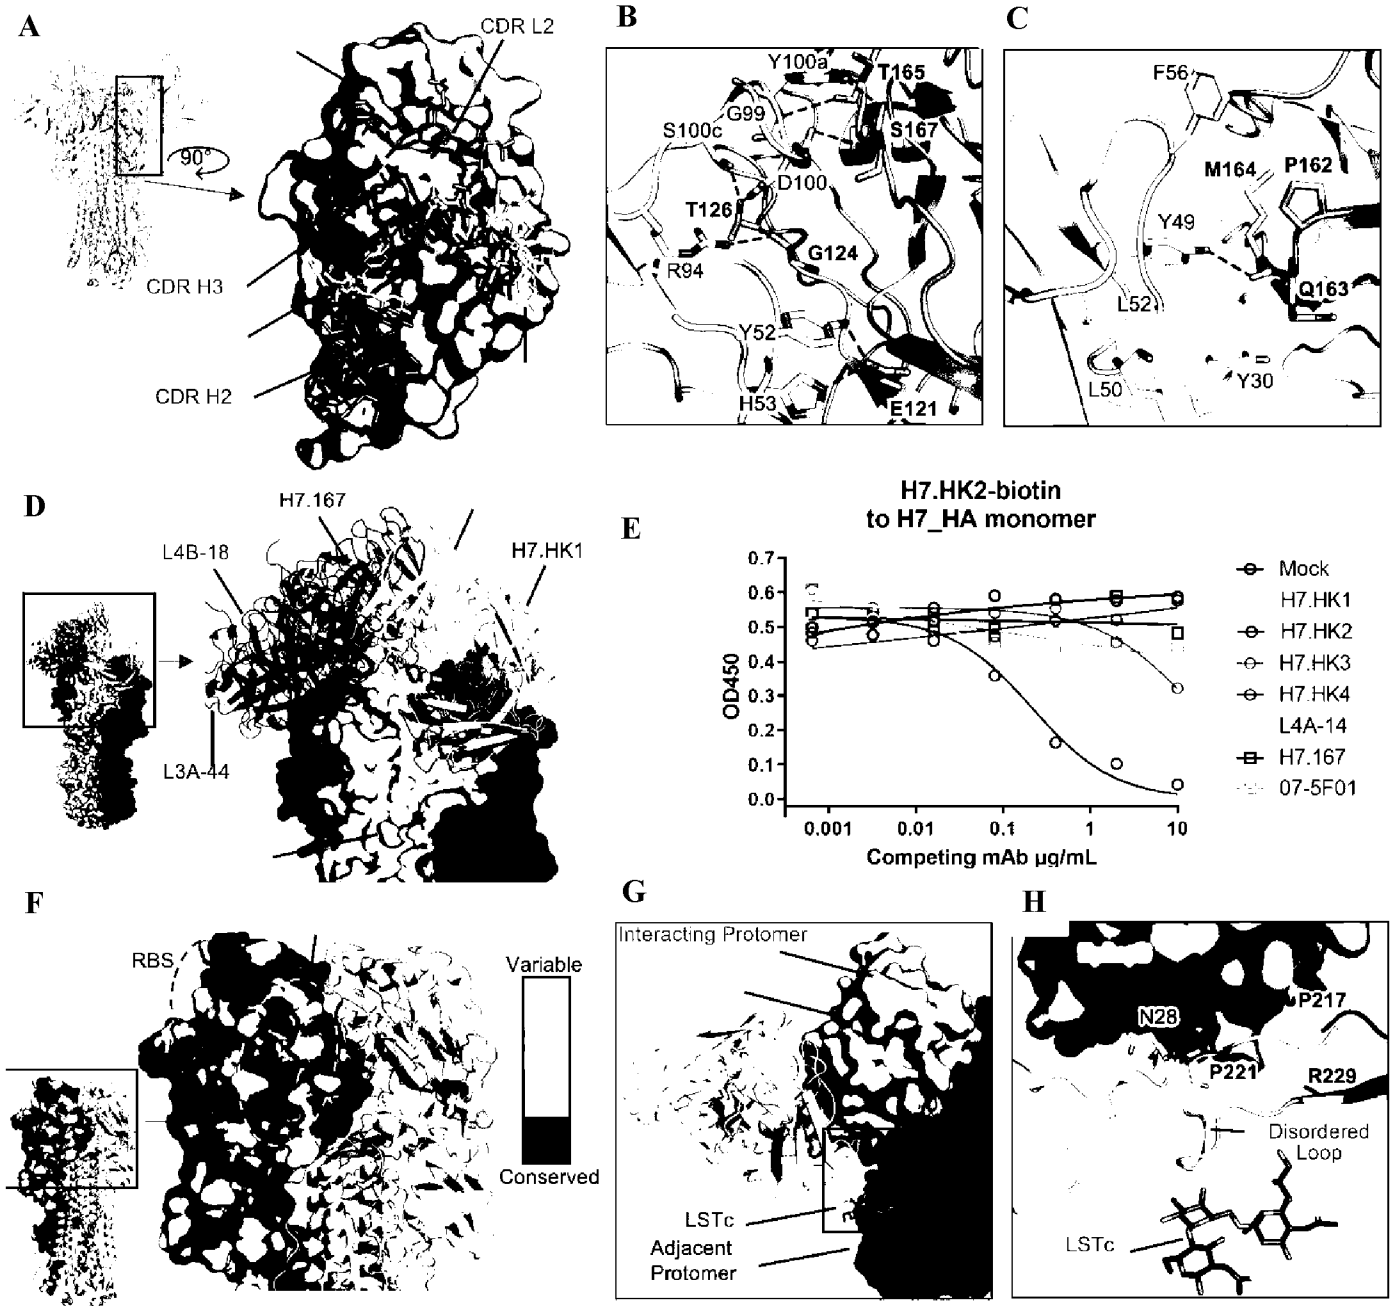 A
CDR L2
90°
CDR H3
CDR H2
B
Y100a
T165
G99
S100c
S167
D100
T126
G124
R94
Y52
H53
E121
C
F56
M164
P162
Y49
Q163
L52
L50
Y30
D
H7.167
L4B-18
H7.HK1
L3A-44
E
H7.HK2-biotin
to H7_HA monomer
OD450
0.7
0.6
0.5
0.4
0.3
0.2
0.1
0.0
0.001
0.01
0.1
1
10
Competing mAb µg/mL
Mock
H7.HK1
H7.HK2
H7.HK3
H7.HK4
L4A-14
H7.167
07-5F01
F
RBS
Variable
Conserved
G
Interacting Protomer
LSTc
Adjacent
Protomer
H
P217
N28
P221
R229
Disordered
Loop
LSTc